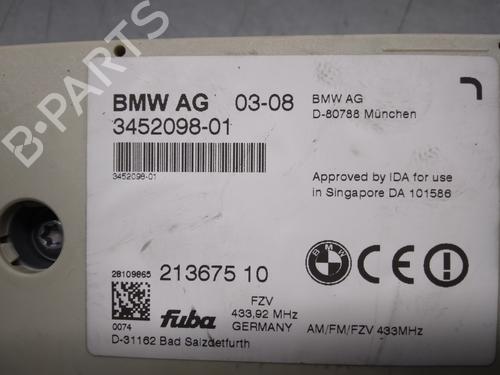 BMW AG 03-08
BMW AG
D-80788 München
3452098-01
3452098-01
Approved by IDA for use
in Singapore DA 101586
BMW
CE
28109865
213675 10
0074
fuba
FZV
433,92 MHz
GERMANY
AM/FM/FZV 433MHz
D-31162 Bad Salzdetfurth
B-PARTS